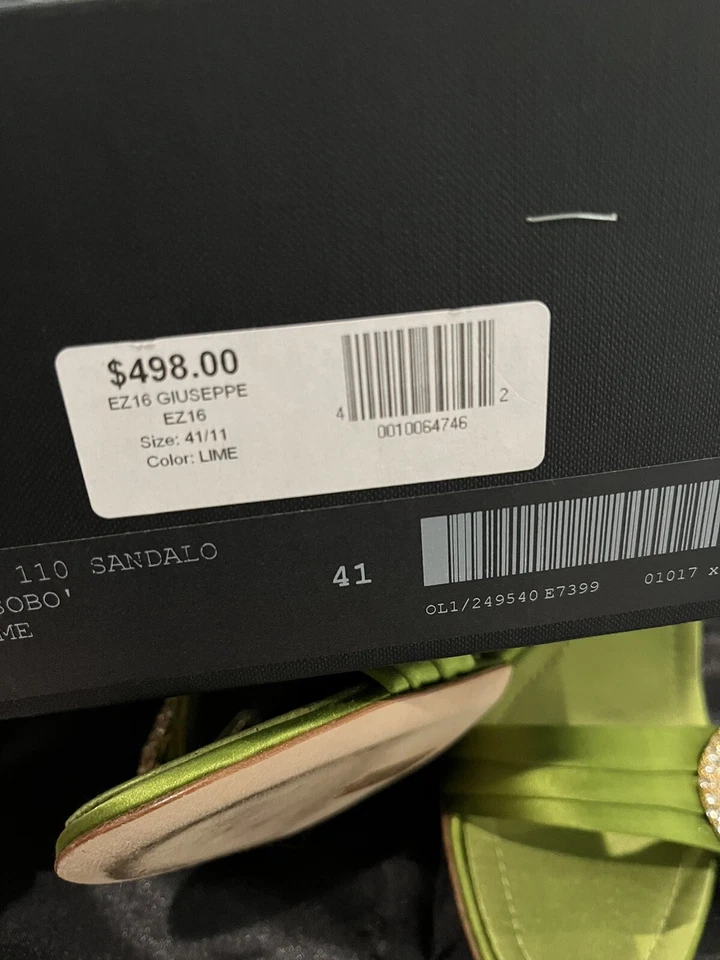 $498.00
EZ16 GIUSEPPE
EZ16
Size: 41/11
Color: LIME
4 2
0010064746
110 SANDALO
SOBO'
ME
41
OL1/249540 E7399 01017 x